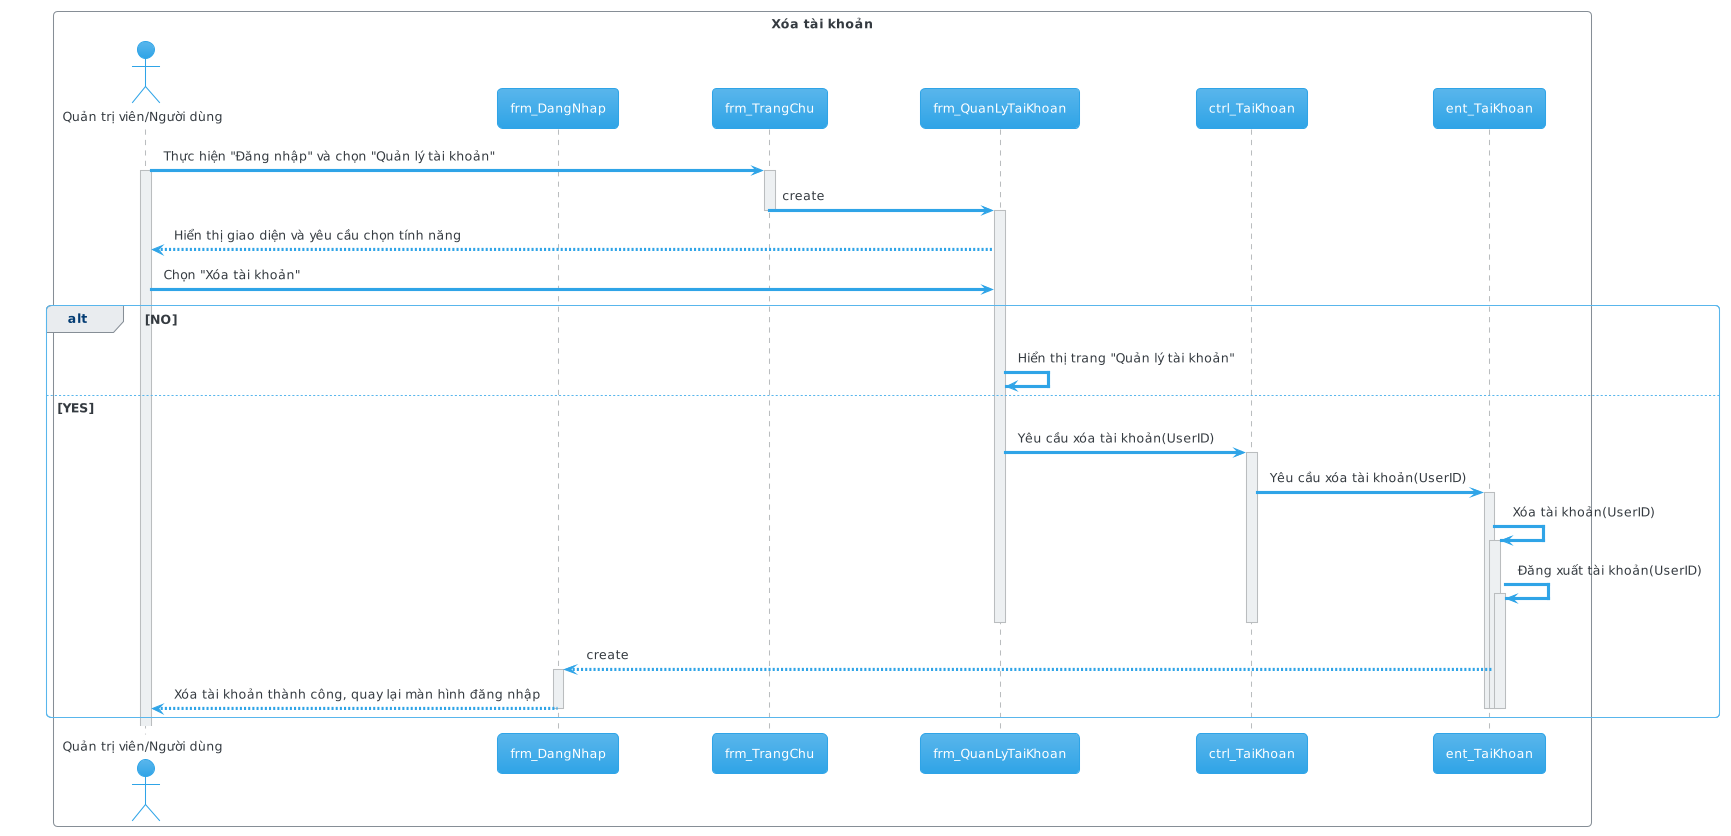 Xóa tài khoản
Quản trị viên/Người dùng
frm_DangNhap
frm_TrangChu
frm_QuanLyTaiKhoan
ctrl_TaiKhoan
ent_TaiKhoan
Thực hiện "Đăng nhập" và chọn "Quản lý tài khoản"
create
Hiển thị giao diện và yêu cầu chọn tính năng
Chọn "Xóa tài khoản"
alt
[NO]
Hiển thị trang "Quản lý tài khoản"
[YES]
Yêu cầu xóa tài khoản(UserID)
Yêu cầu xóa tài khoản(UserID)
Xóa tài khoản(UserID)
Đăng xuất tài khoản(UserID)
create
Xóa tài khoản thành công, quay lại màn hình đăng nhập
Quản trị viên/Người dùng
frm_DangNhap
frm_TrangChu
frm_QuanLyTaiKhoan
ctrl_TaiKhoan
ent_TaiKhoan